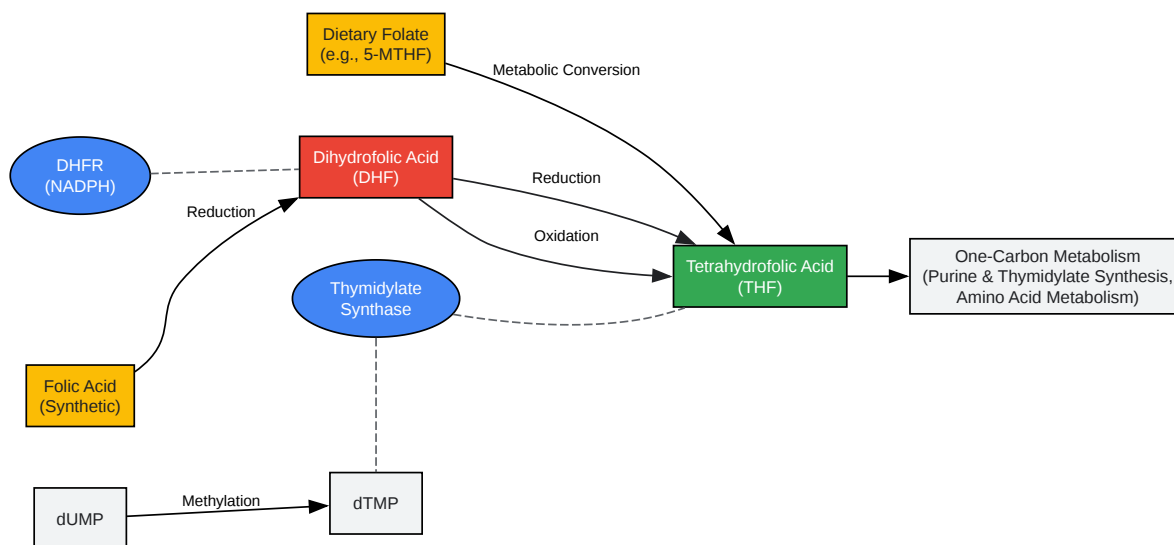 Dietary Folate
(e.g., 5-MTHF)
Metabolic Conversion
DHFR
(NADPH)
Dihydrofolic Acid
(DHF)
Reduction
Reduction
Oxidation
Tetrahydrofolic Acid
(THF)
One-Carbon Metabolism
(Purine & Thymidylate Synthesis,
Amino Acid Metabolism)
Thymidylate
Synthase
Folic Acid
(Synthetic)
dUMP
Methylation
dTMP